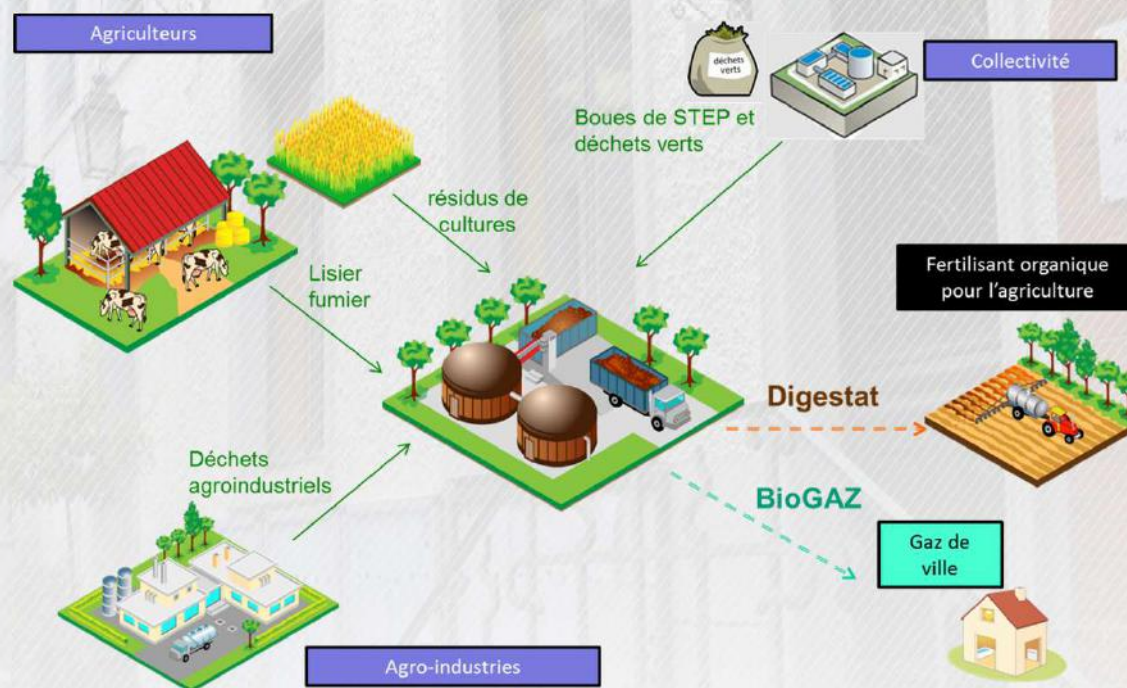 Agriculteurs
déchets
verts
Collectivité
Boues de STEP et
déchets verts
résidus de
cultures
Lisier
fumier
Fertilisant organique
pour l'agriculture
Digestat
Déchets
agroindustriels
BioGAZ
Gaz de
ville
Agro-industries